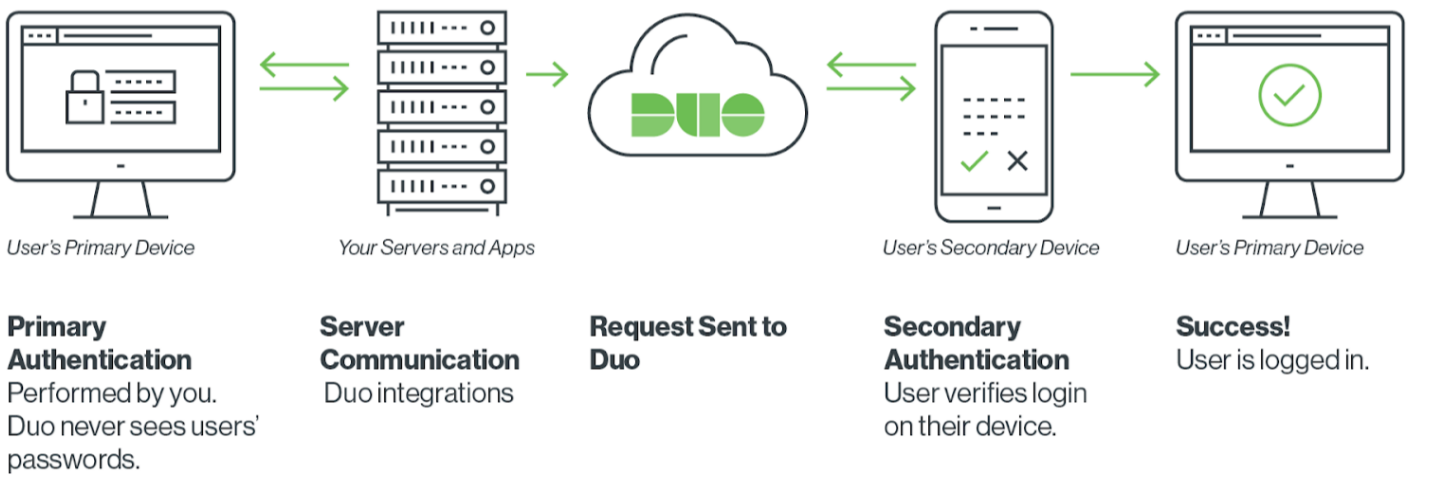 DUO
User's Primary Device
Your Servers and Apps
User's Secondary Device
User's Primary Device
Primary
Authentication
Performed by you.
Duo never sees users’
passwords.
Server
Communication
Duo integrations
Request Sent to
Duo
Secondary
Authentication
User verifies login
on their device.
Success!
User is logged in.